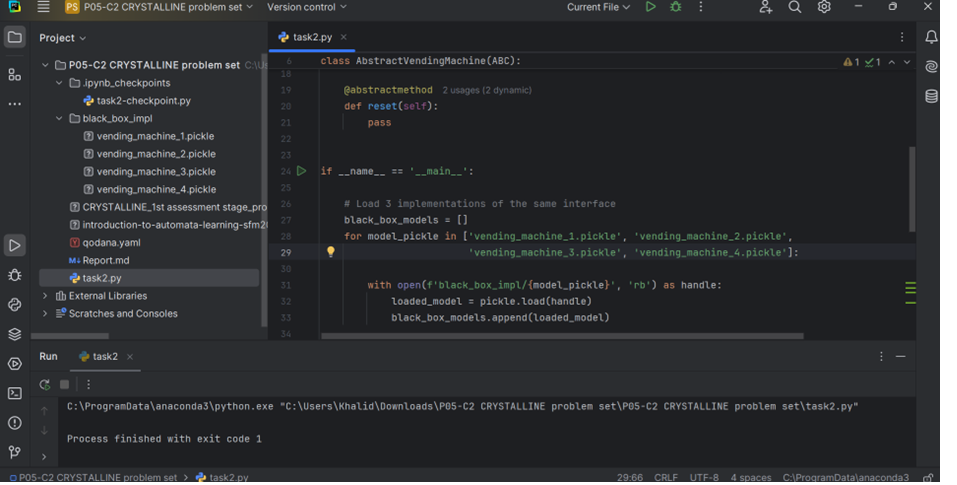 PS P05-C2 CRYSTALLINE problem set Version control Current File
Project
task2.py
P05-C2 CRYSTALLINE problem set C:\Us
.ipynb_checkpoints
task2-checkpoint.py
black_box_impl
vending_machine_1.pickle
vending_machine_2.pickle
vending_machine_3.pickle
vending_machine_4.pickle
CRYSTALLINE_1st assessment stage_pro
introduction-to-automata-learning-sfm20
qodana.yaml
Report.md
task2.py
External Libraries
Scratches and Consoles
6 class AbstractVendingMachine(ABC): 1 1
18
19 @abstractmethod 2 usages (2 dynamic)
20 def reset(self):
21 pass
22
23
24 if __name__ == '__main__':
25
26 # Load 3 implementations of the same interface
27 black_box_models = []
28 for model_pickle in ['vending_machine_1.pickle', 'vending_machine_2.pickle',
29 'vending_machine_3.pickle', 'vending_machine_4.pickle']:
30
31 with open(f'black_box_impl/{model_pickle}', 'rb') as handle:
32 loaded_model = pickle.load(handle)
33 black_box_models.append(loaded_model)
34
Run task2
C:\ProgramData\anaconda3\python.exe "C:\Users\Khalid\Downloads\P05-C2 CRYSTALLINE problem set\P05-C2 CRYSTALLINE problem set\task2.py"
Process finished with exit code 1
P05-C2 CRYSTALLINE problem set > task2.py 29:66 CRLF UTF-8 4 spaces C:\ProgramData\anaconda3